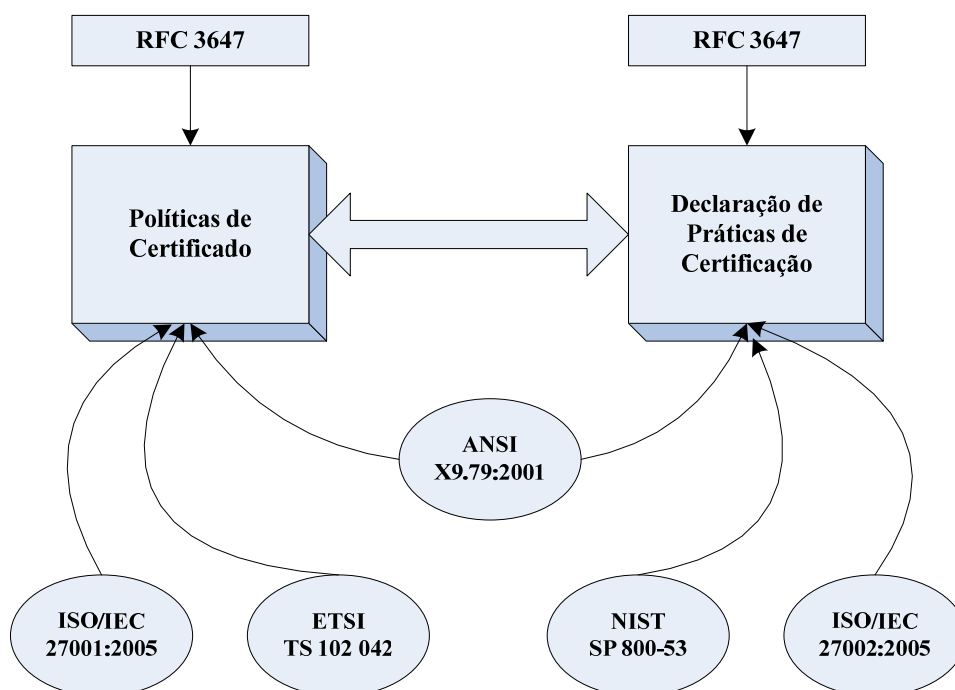 RFC 3647
RFC 3647
Políticas de
Certificado
Declaração de
Práticas de
Certificação
ANSI
X9.79:2001
ISO/IEC
27001:2005
ETSI
TS 102 042
NIST
SP 800-53
ISO/IEC
27002:2005